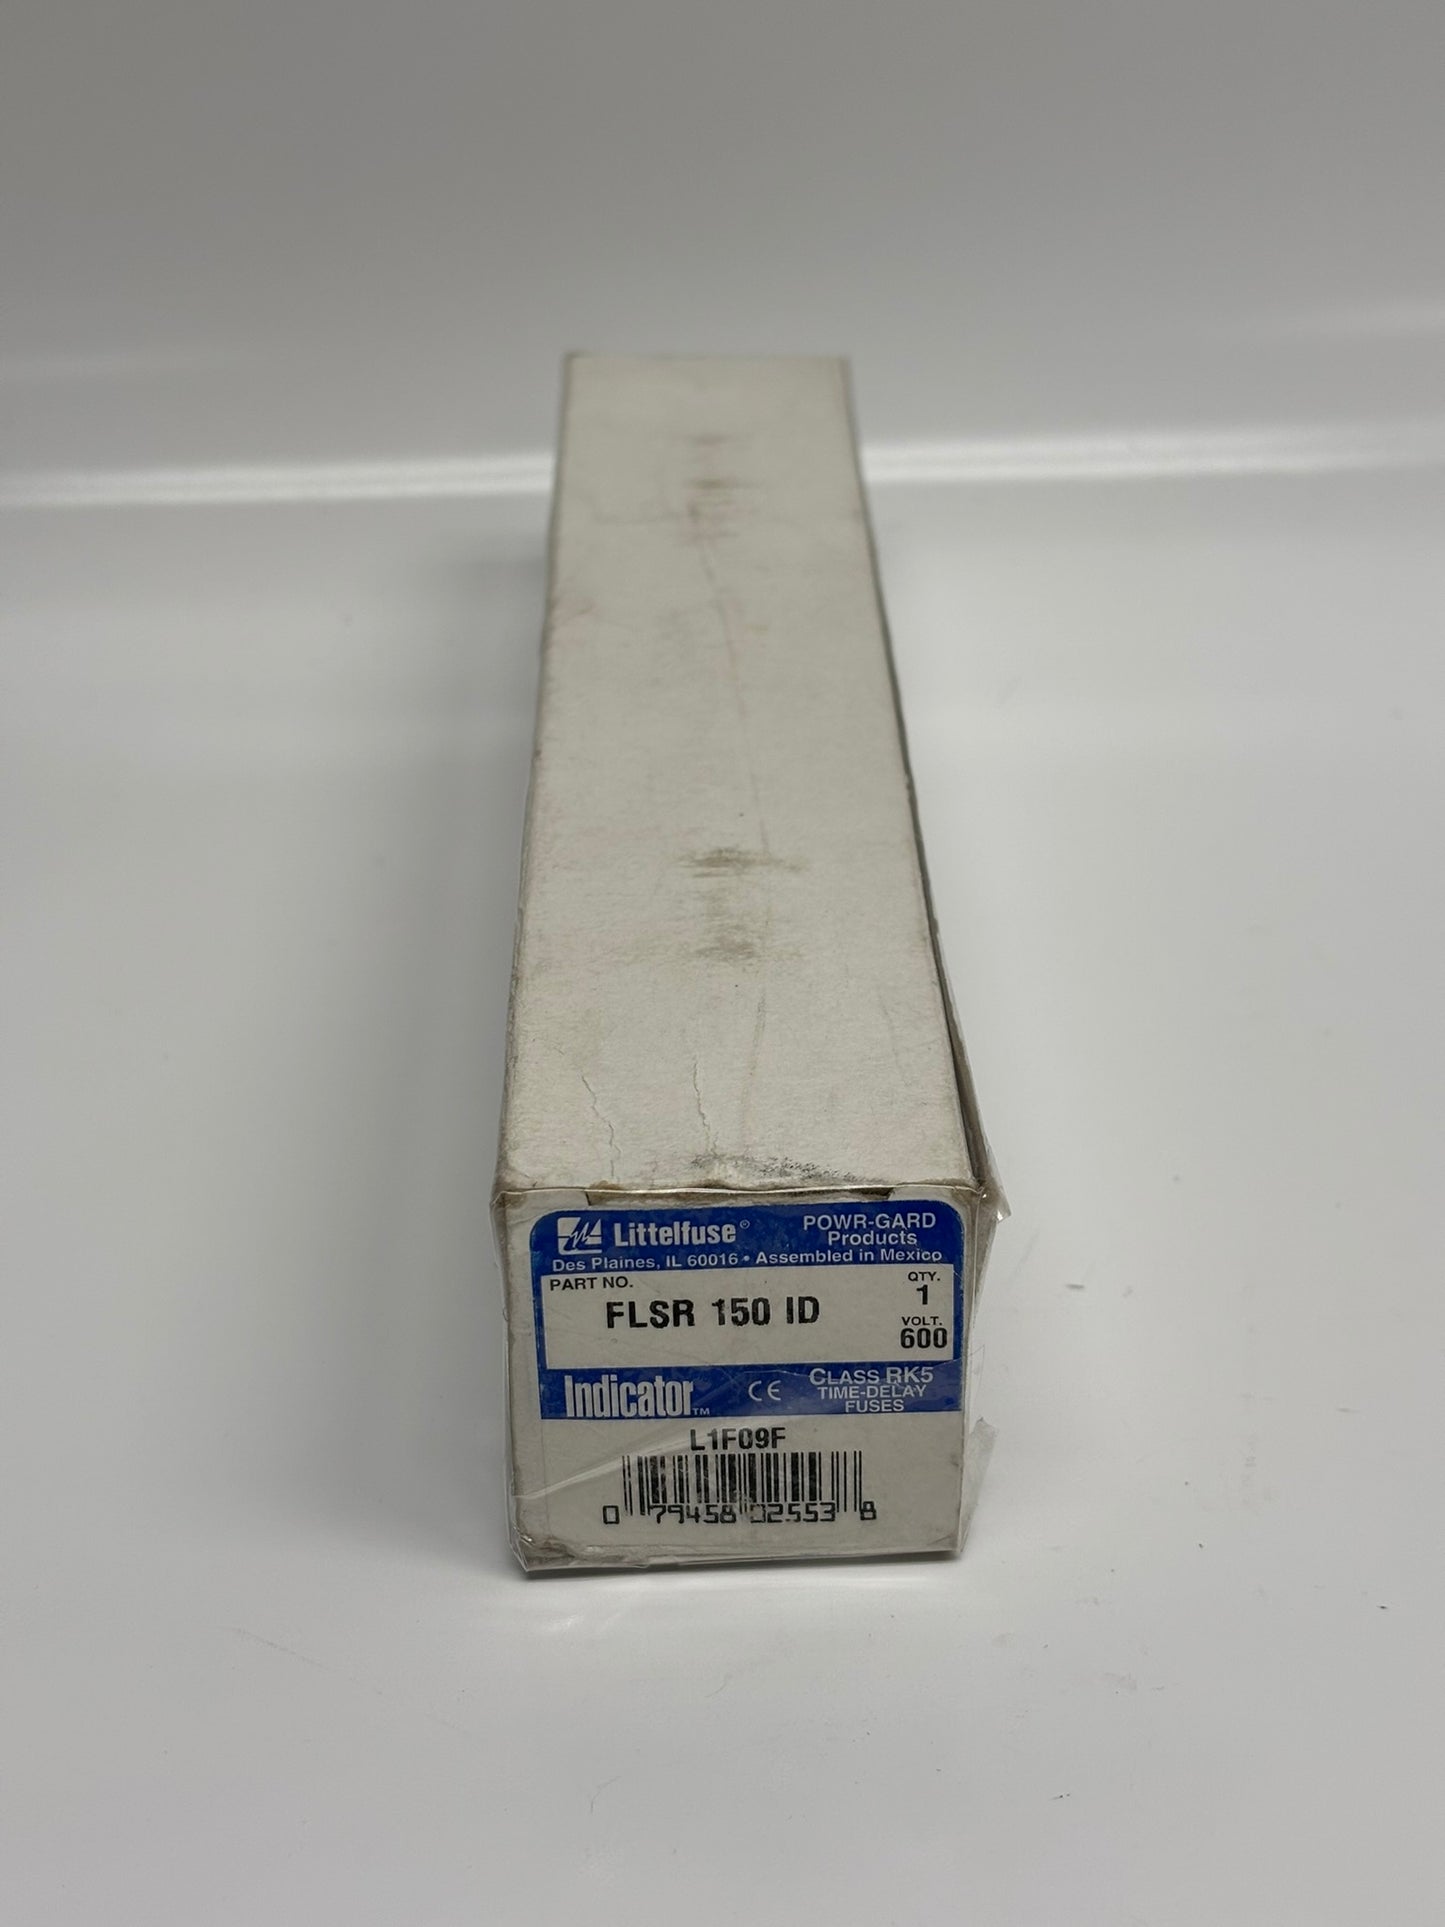 Littelfuse®
POWR-GARD
Products
Des Plaines, IL 60016 • Assembled in Mexico
PART NO.
FLSR 150 ID
QTY.
1
VOLT.
600
Indicator™
CE
CLASS RK5
TIME-DELAY
FUSES
L1F09F
0 79458 02553 8